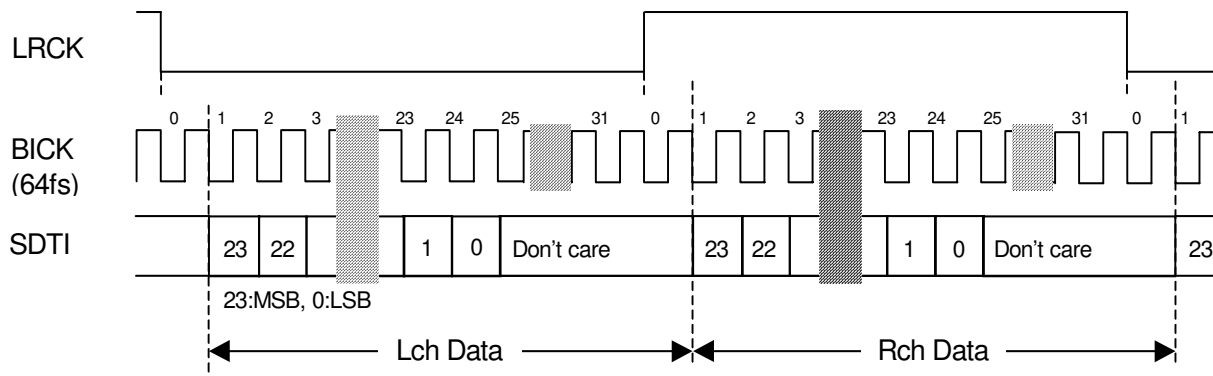 LRCK
0 1 2 3 23 24 25 31 0 1 2 3 23 24 25 31 0 1
BICK
(64fs)
SDTI 23 22 1 0 Don't care 23 22 1 0 Don't care 23
23:MSB, 0:LSB
Lch Data Rch Data